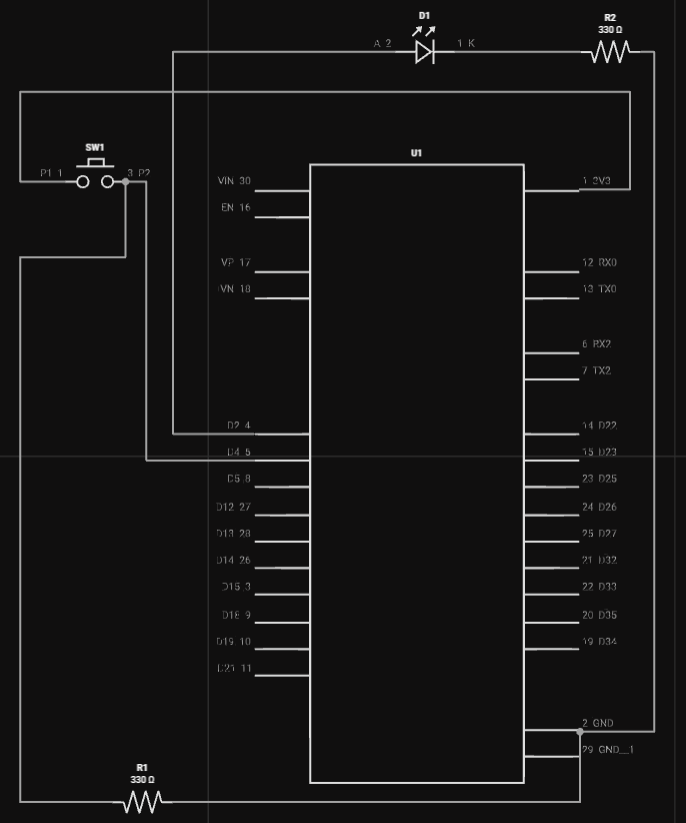 D1
R2
330 Ω
A 2
1 K
SW1
P1 1
3 P2
U1
VIN 30
1 3V3
EN 16
VP 17
12 RX0
VN 18
13 TX0
6 RX2
7 TX2
D2 4
14 D22
D4 5
15 D23
D5 8
23 D25
D12 27
24 D26
D13 28
25 D27
D14 26
21 D32
D15 3
22 D33
D18 9
20 D35
D19 10
19 D34
D21 11
2 GND
29 GND__1
R1
330 Ω